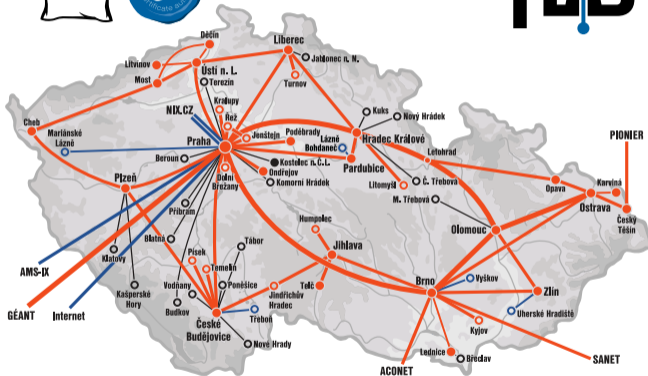 Děčín
Liberec
Jablonec n. N.
Litvínov
Most
Ústí n. L.
Terezín
Turnov
Kralupy
Řež
NIX.CZ
Kuks
Nový Hrádek
Cheb
Mariánské
Lázně
Praha
Jenštejn
Poděbrady
Lázně
Bohdaneč
Hradec Králové
Letohrad
PIONIER
Beroun
Kostelec n.Č.L.
Ondřejov
Komorní Hrádek
Dolní
Břežany
Pardubice
Litomyšl
Č. Třebová
M. Třebová
Opava
Karviná
Ostrava
Český
Těšín
Plzeň
Příbram
Blatná
Klatovy
Písek
Temelín
Tábor
Humpolec
Jihlava
Olomouc
AMS-IX
GÉANT
Internet
Kašperské
Hory
Vodňany
Budkov
Poněšice
Jindřichův
Hradec
Telč
Třeboň
České
Budějovice
Nové Hrady
Brno
Vyškov
Zlín
Uherské Hradiště
Kyjov
Lednice
Břeclav
ACONET
SANET